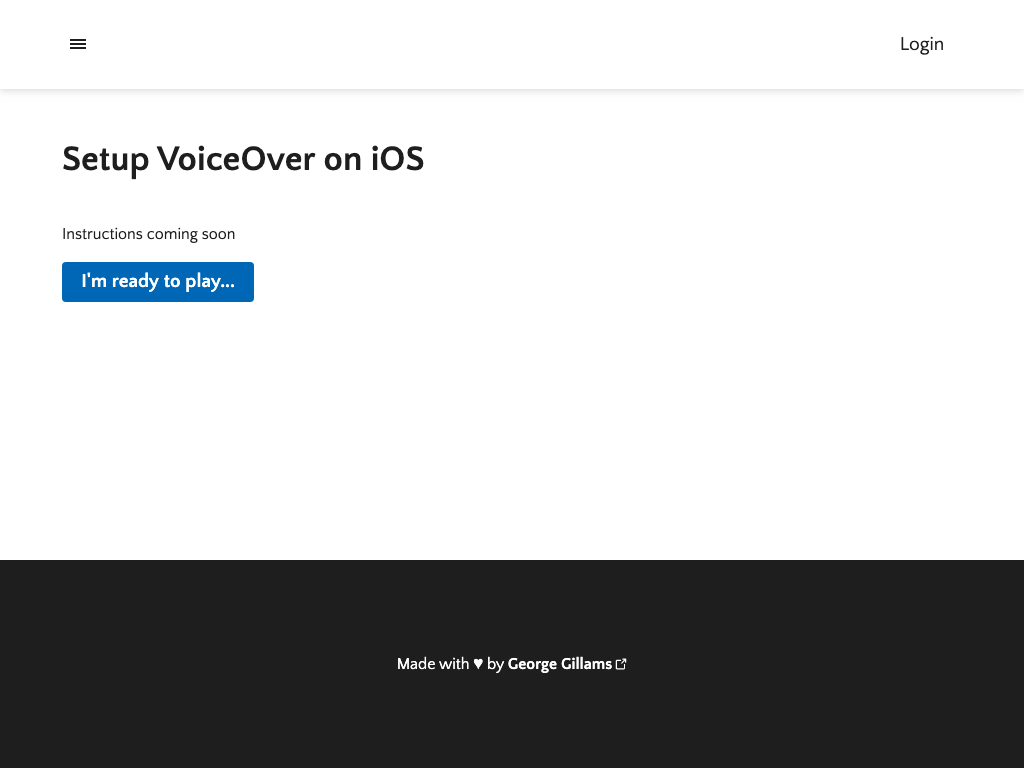 Login
Setup VoiceOver on iOS
Instructions coming soon
I'm ready to play...
Made with ♥ by George Gillams